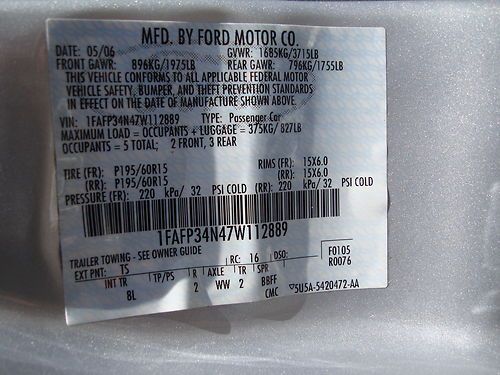 MFD. BY FORD MOTOR CO.
DATE: 05/06 GVWR: 1685KG/3715LB
FRONT GAWR: 896KG/1975LB REAR GAWR: 796KG/1755LB
THIS VEHICLE CONFORMS TO ALL APPLICABLE FEDERAL MOTOR
VEHICLE SAFETY, BUMPER, AND THEFT PREVENTION STANDARDS
IN EFFECT ON THE DATE OF MANUFACTURE SHOWN ABOVE.
VIN: 1FAFP34N47W112889 TYPE: Passenger Car
MAXIMUM LOAD = OCCUPANTS + LUGGAGE = 375KG/827LB
OCCUPANTS = 5 TOTAL; 2 FRONT, 3 REAR
TIRE (FR): P195/60R15 RIMS (FR): 15X6.0
(RR): P195/60R15 (RR): 15X6.0
PRESSURE (FR): 220 kPa/ 32 PSI COLD (RR): 220 kPa/ 32 PSI COLD
1FAFP34N47W112889
TRAILER TOWING - SEE OWNER GUIDE F0105
EXT PNT: TS RC: 16 DSO: R0076
INT TR TP/PS R AXLE TR SPR
BL 2 WW 2 BBFF
CMC 5U5A-5420472-AA